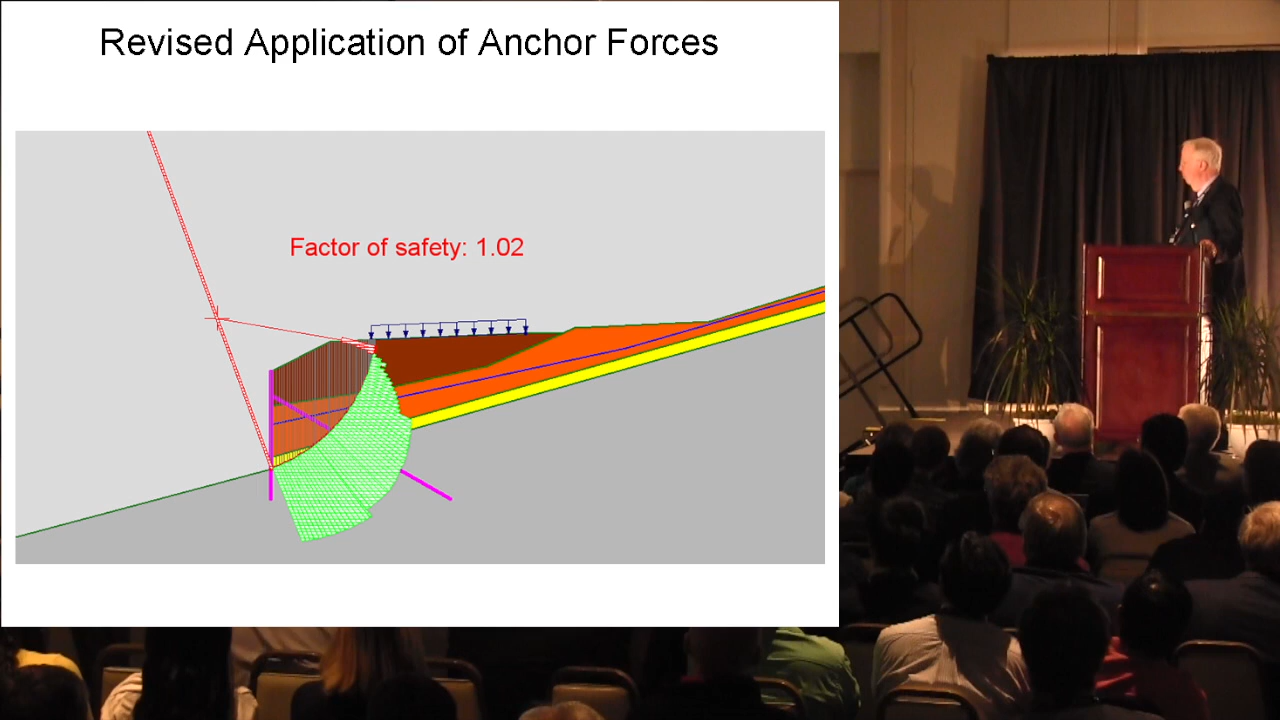 Revised Application of Anchor Forces
Factor of safety: 1.02